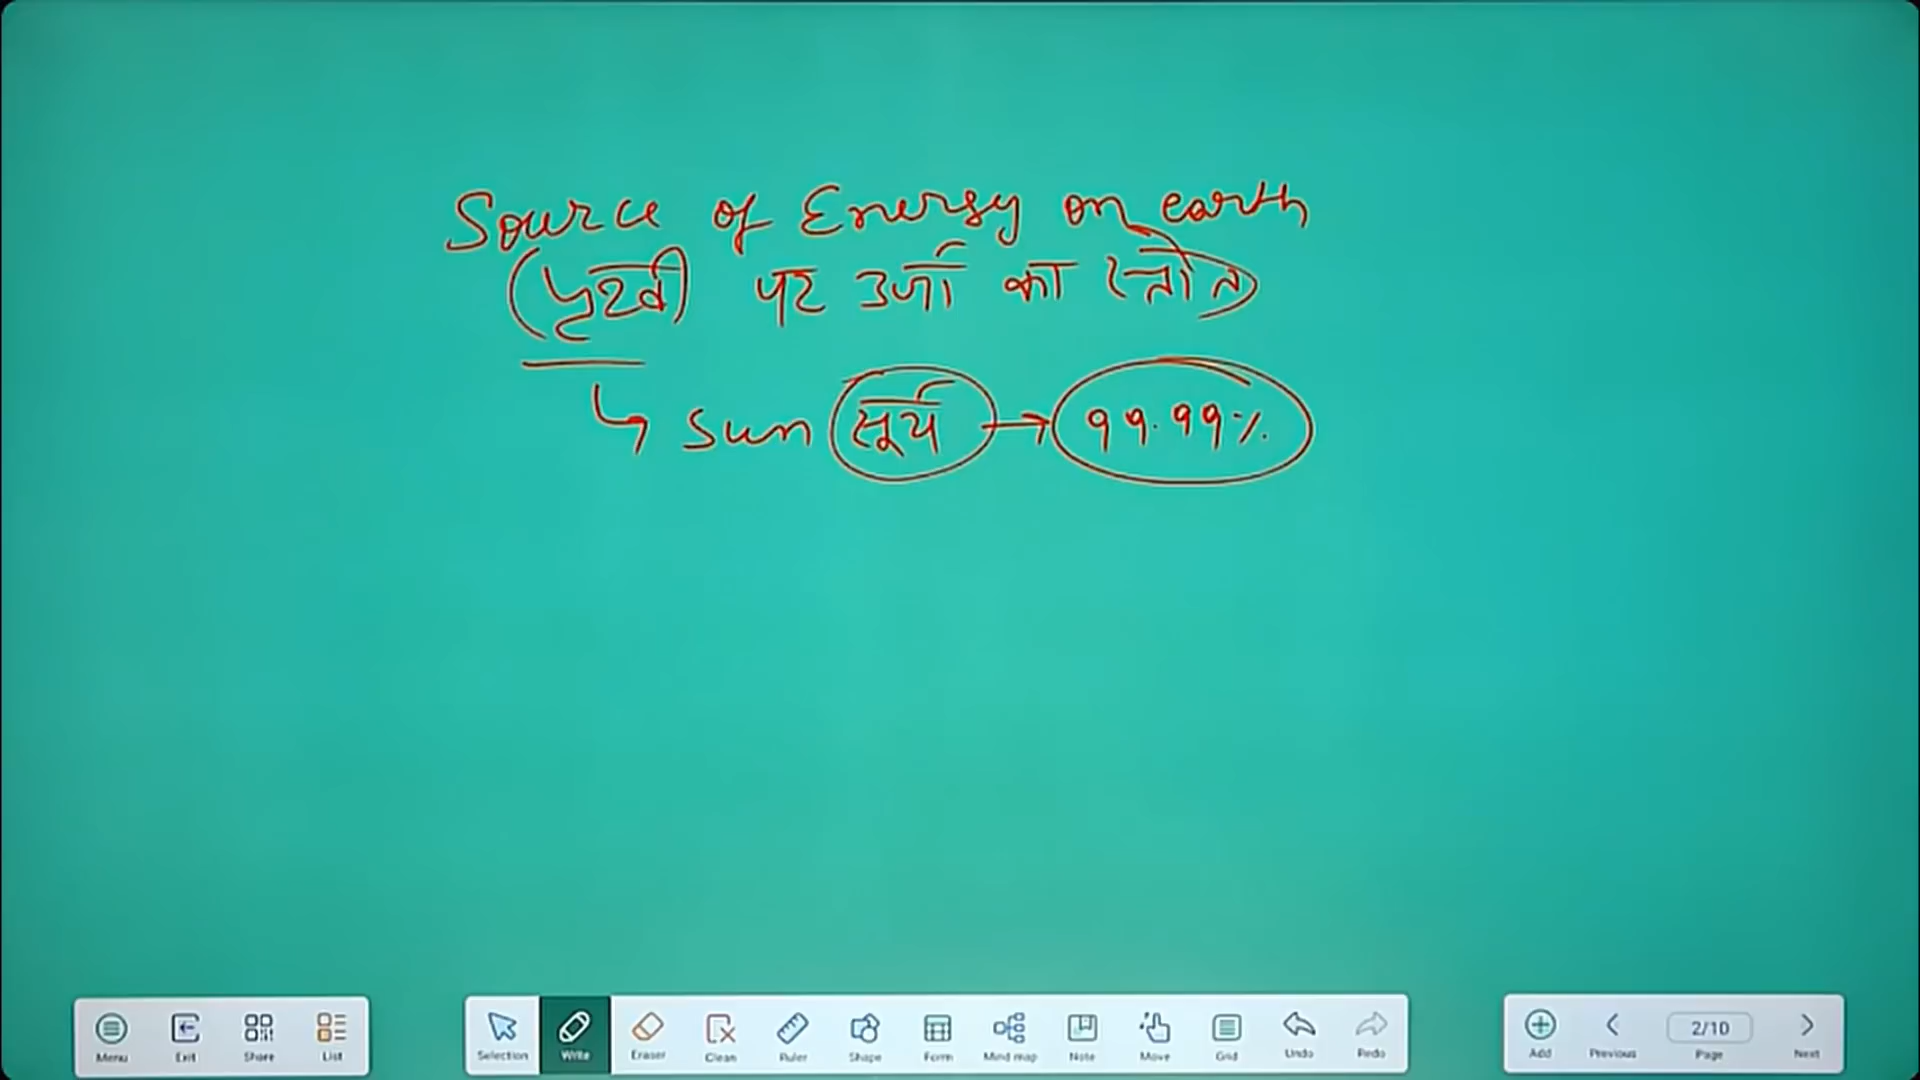 Source of Energy on earth
(पृथ्वी पर उर्जा का स्त्रोत)
↳ sun सूर्य → 99.99%
Menu Exit Share List Selection Write Eraser Clean Ruler Shape Form Mind map Note Move Grid Undo Redo Add Previous 2/10 Page Next